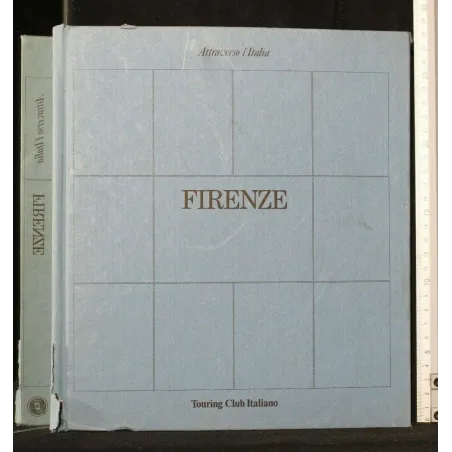 Attraverso l'Italia
FIRENZE
Touring Club Italiano
Attraverso l'Italia
FIRENZE